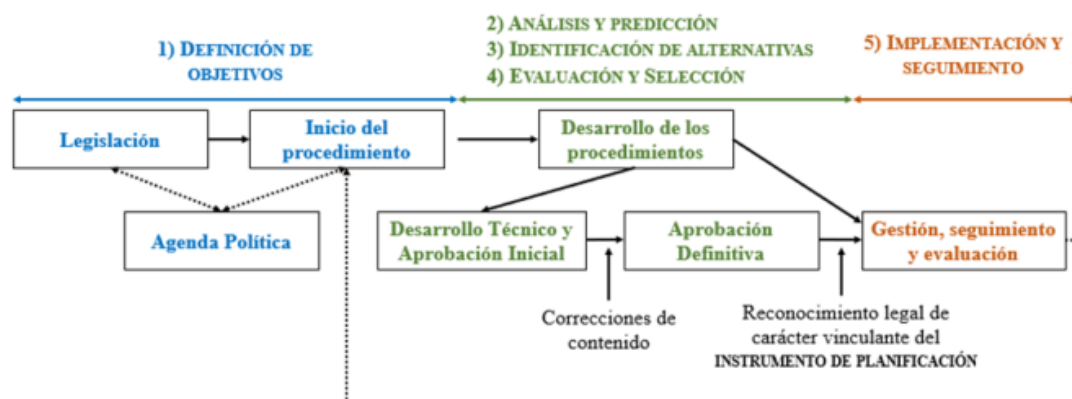 1) DEFINICIÓN DE
OBJETIVOS
2) ANÁLISIS Y PREDICCIÓN
3) IDENTIFICACIÓN DE ALTERNATIVAS
4) EVALUACIÓN Y SELECCIÓN
5) IMPLEMENTACIÓN Y
SEGUIMIENTO
Legislación
Inicio del
procedimiento
Desarrollo de los
procedimientos
Agenda Política
Desarrollo Técnico y
Aprobación Inicial
Aprobación
Definitiva
Gestión, seguimiento
y evaluación
Correcciones de
contenido
Reconocimiento legal de
carácter vinculante del
INSTRUMENTO DE PLANIFICACIÓN